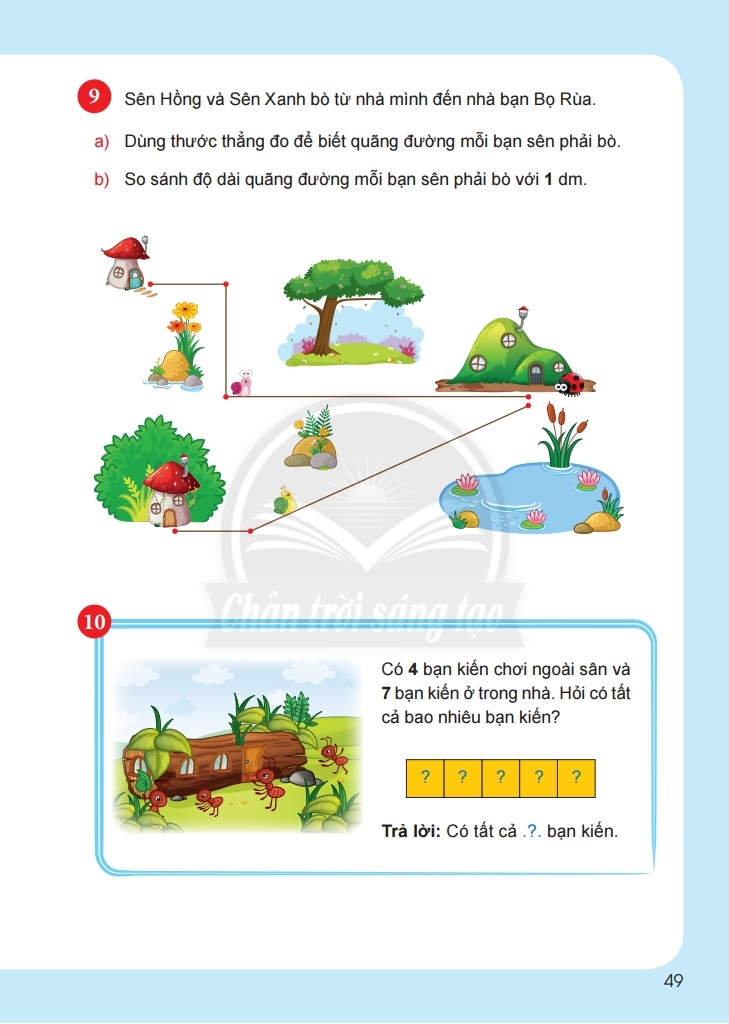 9 Sên Hồng và Sên Xanh bò từ nhà mình đến nhà bạn Bọ Rùa.
a) Dùng thước thẳng đo để biết quãng đường mỗi bạn sên phải bò.
b) So sánh độ dài quãng đường mỗi bạn sên phải bò với 1 dm.
Chân trời sáng tạo
10
Có 4 bạn kiến chơi ngoài sân và
7 bạn kiến ở trong nhà. Hỏi có tất
cả bao nhiêu bạn kiến?
? ? ? ? ?
Trả lời: Có tất cả .?. bạn kiến.
49